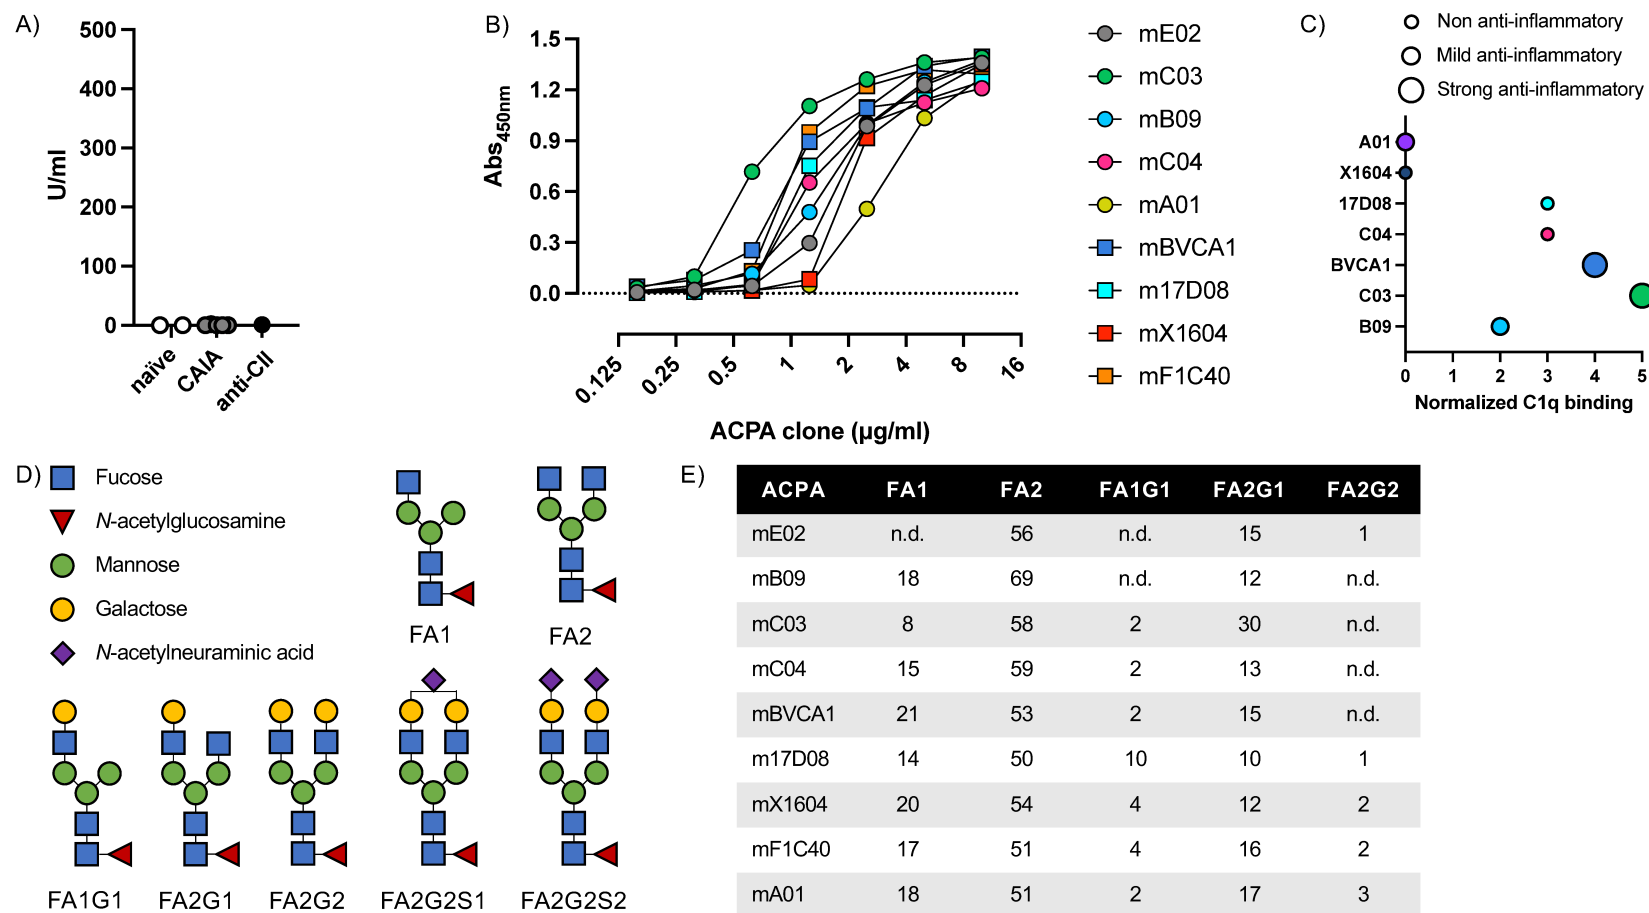 A)
500
400
300
200
100
0
U/ml
naïve
CAIA
anti-CII
B)
1.5
1.2
0.9
0.6
0.3
0.0
Abs450nm
0.125
0.25
0.5
1
2
4
8
16
ACPA clone (µg/ml)
mE02
mC03
mB09
mC04
mA01
mBVCA1
m17D08
mX1604
mF1C40
C)
Non anti-inflammatory
Mild anti-inflammatory
Strong anti-inflammatory
A01
X1604
17D08
C04
BVCA1
C03
B09
0 1 2 3 4 5
Normalized C1q binding
D)
Fucose
N-acetylglucosamine
Mannose
Galactose
N-acetylneuraminic acid
FA1
FA2
FA1G1
FA2G1
FA2G2
FA2G2S1
FA2G2S2
E)
ACPA FA1 FA2 FA1G1 FA2G1 FA2G2
mE02 n.d. 56 n.d. 15 1
mB09 18 69 n.d. 12 n.d.
mC03 8 58 2 30 n.d.
mC04 15 59 2 13 n.d.
mBVCA1 21 53 2 15 n.d.
m17D08 14 50 10 10 1
mX1604 20 54 4 12 2
mF1C40 17 51 4 16 2
mA01 18 51 2 17 3